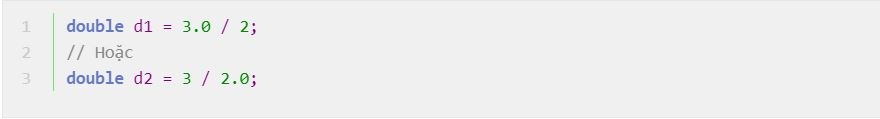 1 double d1 = 3.0 / 2;
2 // Hoặc
3 double d2 = 3 / 2.0;